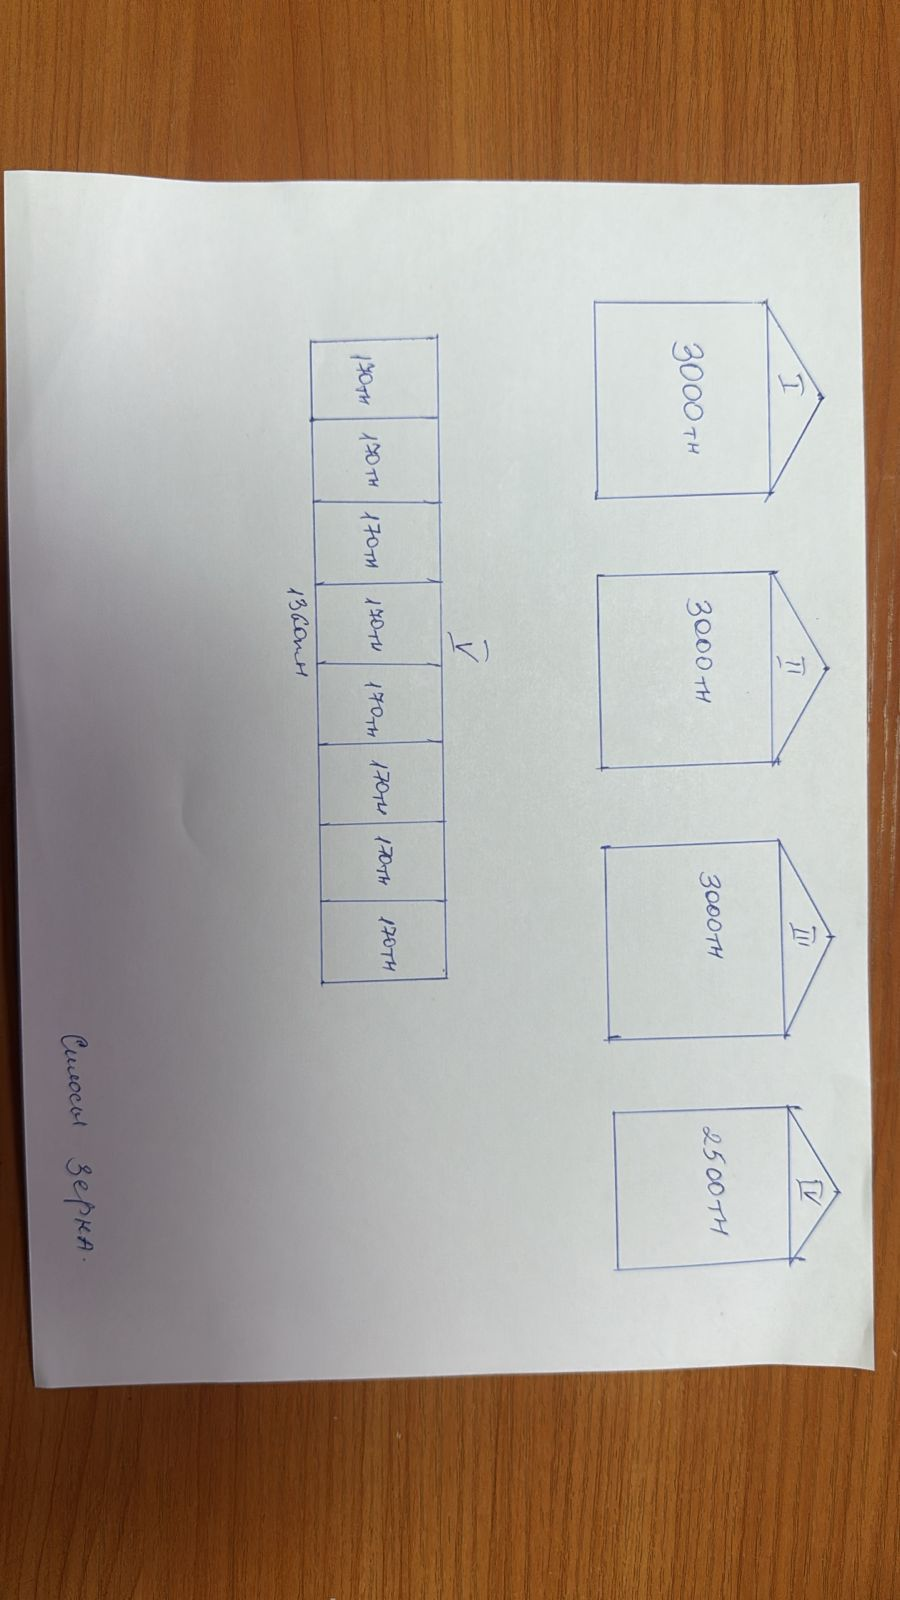 I
II
III
IV
3000тн
3000тн
3000тн
2500тн
V
170тн
170тн
170тн
170тн
170тн
170тн
170тн
170тн
1360тн
Силосы зерна.